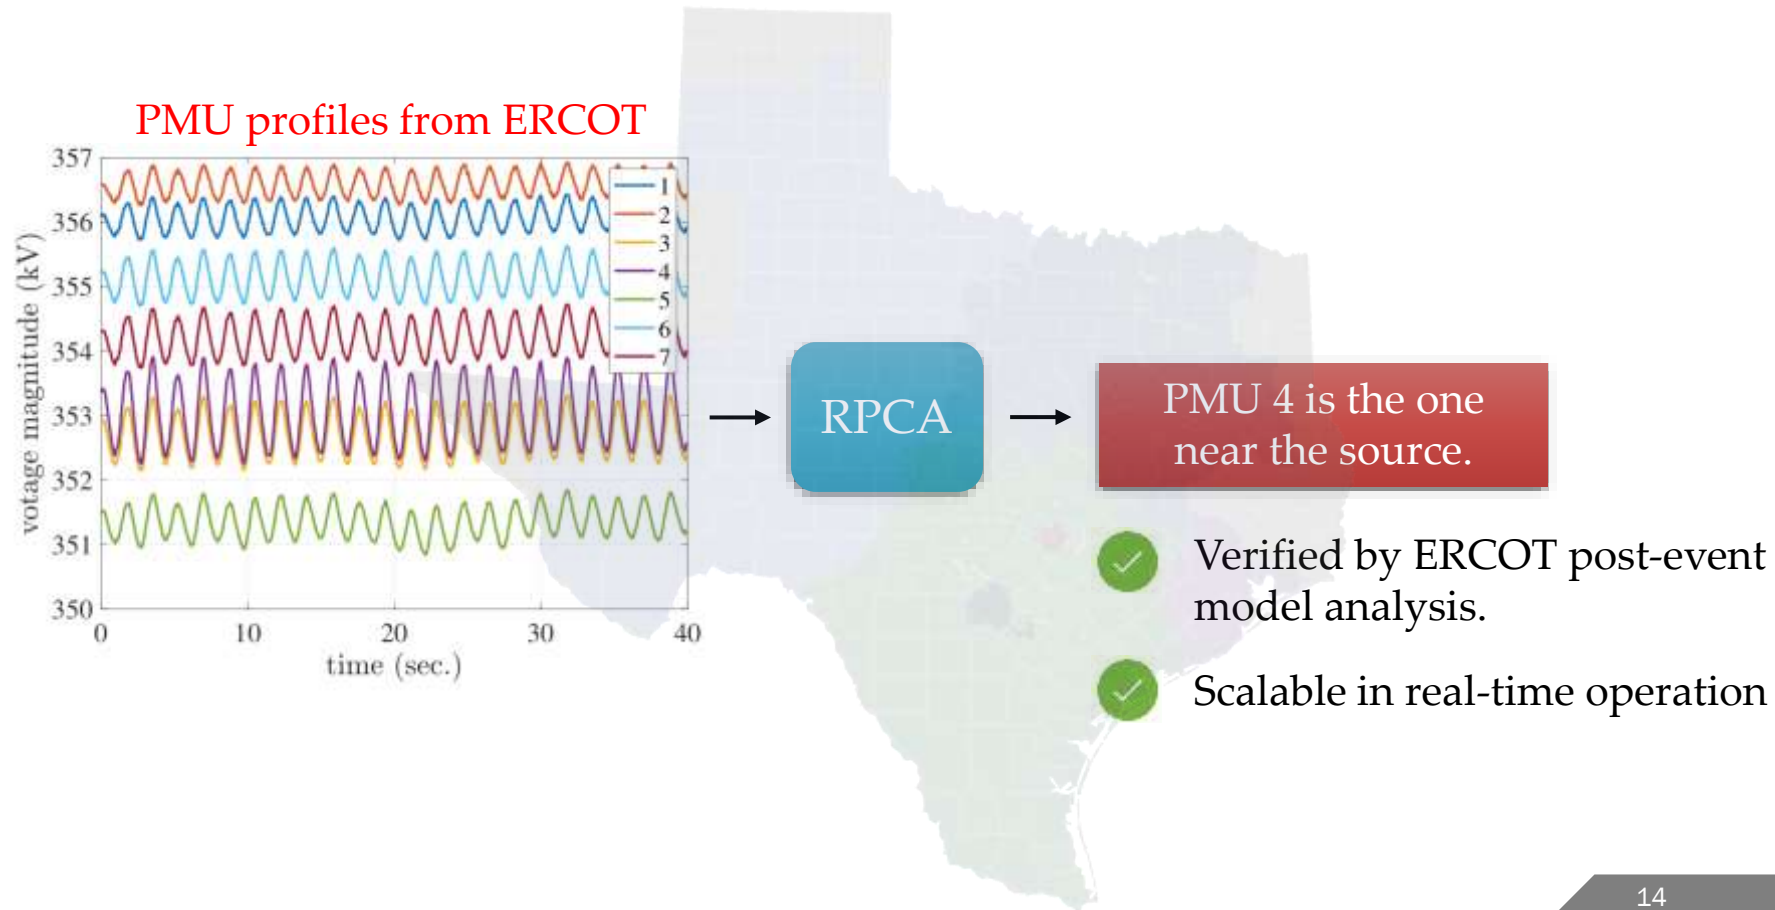 PMU profiles from ERCOT
357
356
355
354
353
352
351
350
votage magnitude (kV)
0
10
20
30
40
time (sec.)
1
2
3
4
5
6
7
RPCA
PMU 4 is the one
near the source.
Verified by ERCOT post-event
model analysis.
Scalable in real-time operation
14